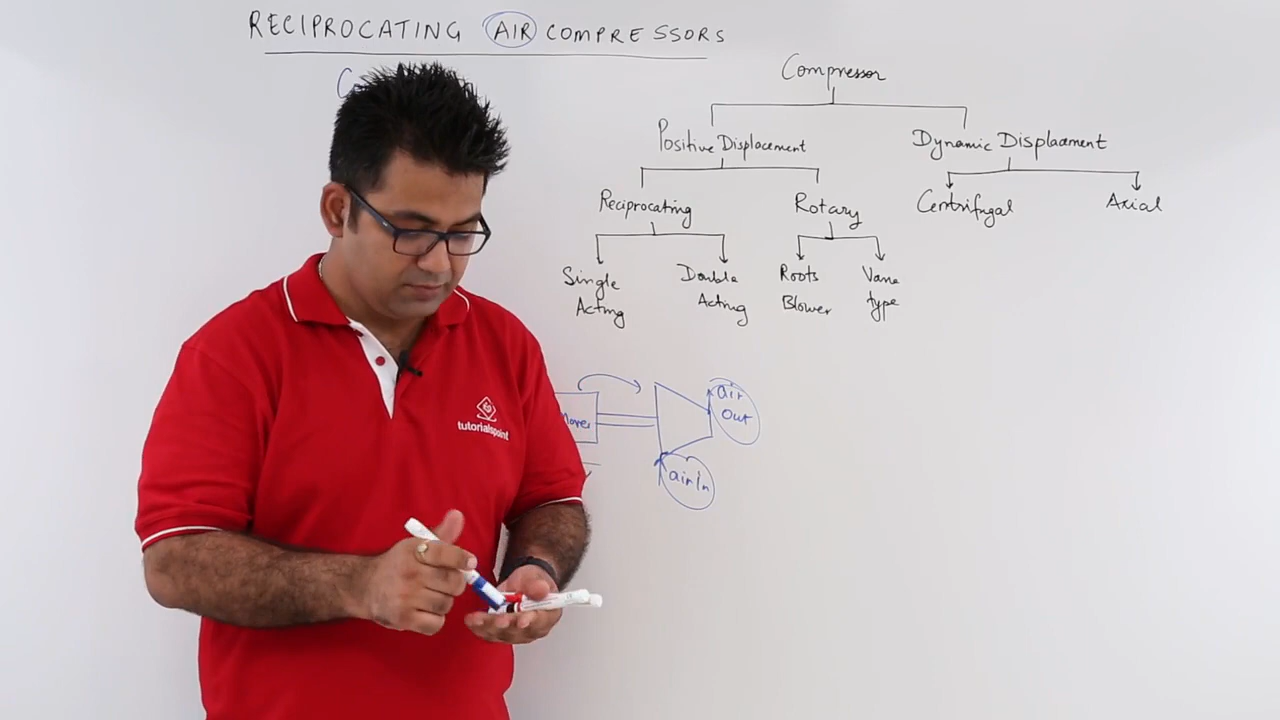 RECIPROCATING AIR COMPRESSORS
Compressor
Positive Displacement
Dynamic Displacement
Reciprocating
Rotary
Centrifugal
Axial
Single
Acting
Double
Acting
Roots
Blower
Vane
type
air
out
Mover
air In
tutorialspoint